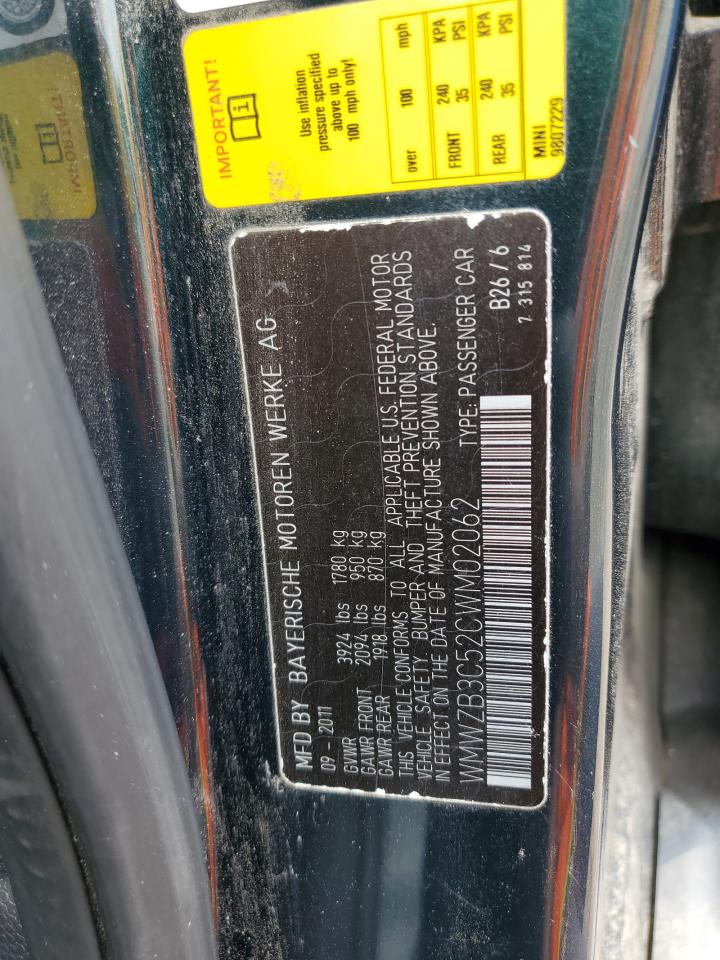 IMPORTANT!
Use inflation
pressure specified
above up to
100 mph only!
over 100 mph
FRONT 240 KPA
35 PSI
REAR 240 KPA
35 PSI
MINI
9807229
MFD BY BAYERISCHE MOTOREN WERKE AG
09 - 2011
GVWR 3924 lbs 1780 kg
GAWR FRONT 2094 lbs 950 kg
GAWR REAR 1918 lbs 870 kg
THIS VEHICLE CONFORMS TO ALL APPLICABLE U.S. FEDERAL MOTOR
VEHICLE SAFETY, BUMPER AND THEFT PREVENTION STANDARDS
IN EFFECT ON THE DATE OF MANUFACTURE SHOWN ABOVE.
WMWZB3C52CWM02062 TYPE: PASSENGER CAR
B26 / 6
7 315 814
IMPORTANT!